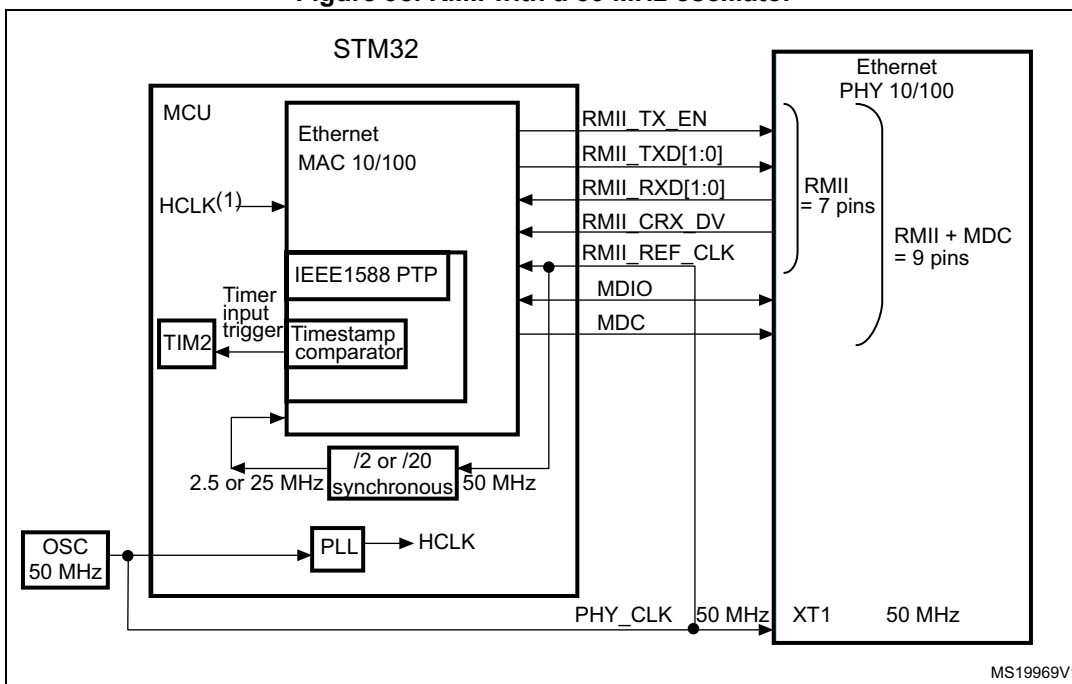 STM32
MCU
Ethernet
MAC 10/100
HCLK(1)
IEEE1588 PTP
Timer
input
trigger
TIM2
Timestamp
comparator
/2 or /20
synchronous
2.5 or 25 MHz
50 MHz
OSC
50 MHz
PLL
HCLK
RMII_TX_EN
RMII_TXD[1:0]
RMII_RXD[1:0]
RMII_CRX_DV
RMII_REF_CLK
MDIO
MDC
PHY_CLK
50 MHz
Ethernet
PHY 10/100
RMII
= 7 pins
RMII + MDC
= 9 pins
XT1
50 MHz